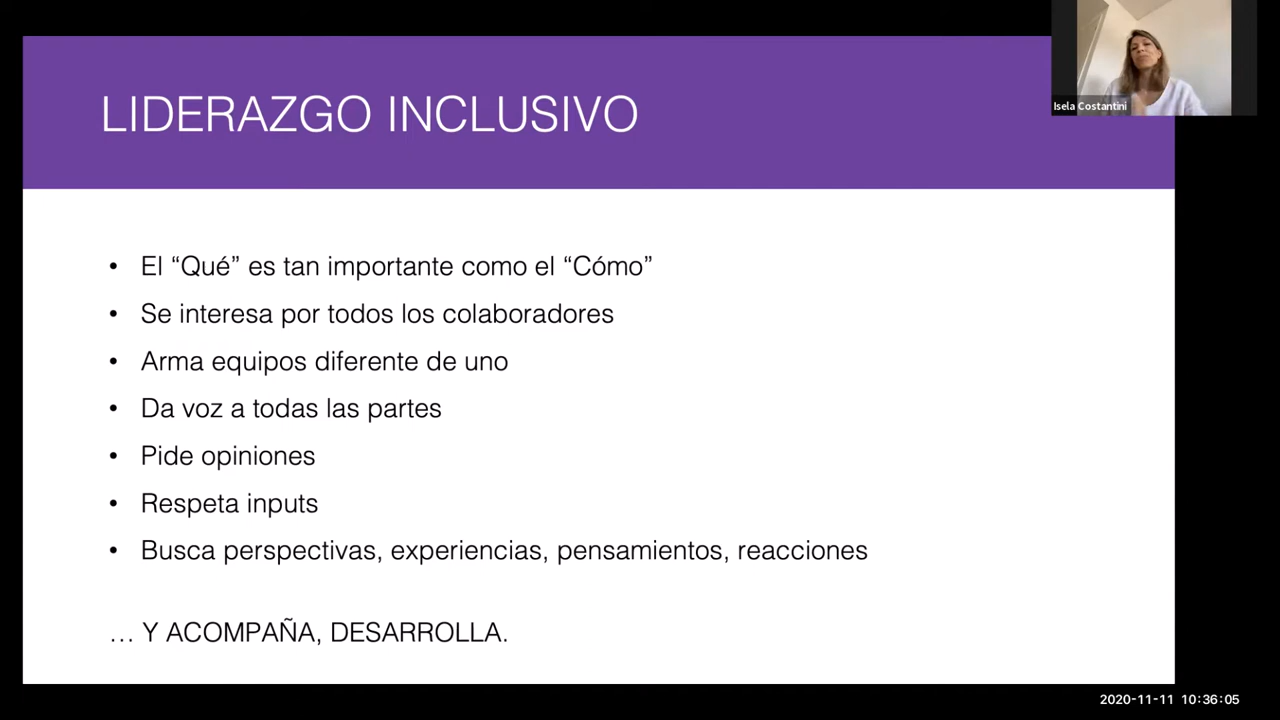 LIDERAZGO INCLUSIVO
Isela Costantini
• El “Qué” es tan importante como el “Cómo”
• Se interesa por todos los colaboradores
• Arma equipos diferente de uno
• Da voz a todas las partes
• Pide opiniones
• Respeta inputs
• Busca perspectivas, experiencias, pensamientos, reacciones
… Y ACOMPAÑA, DESARROLLA.
2020-11-11 10:36:05